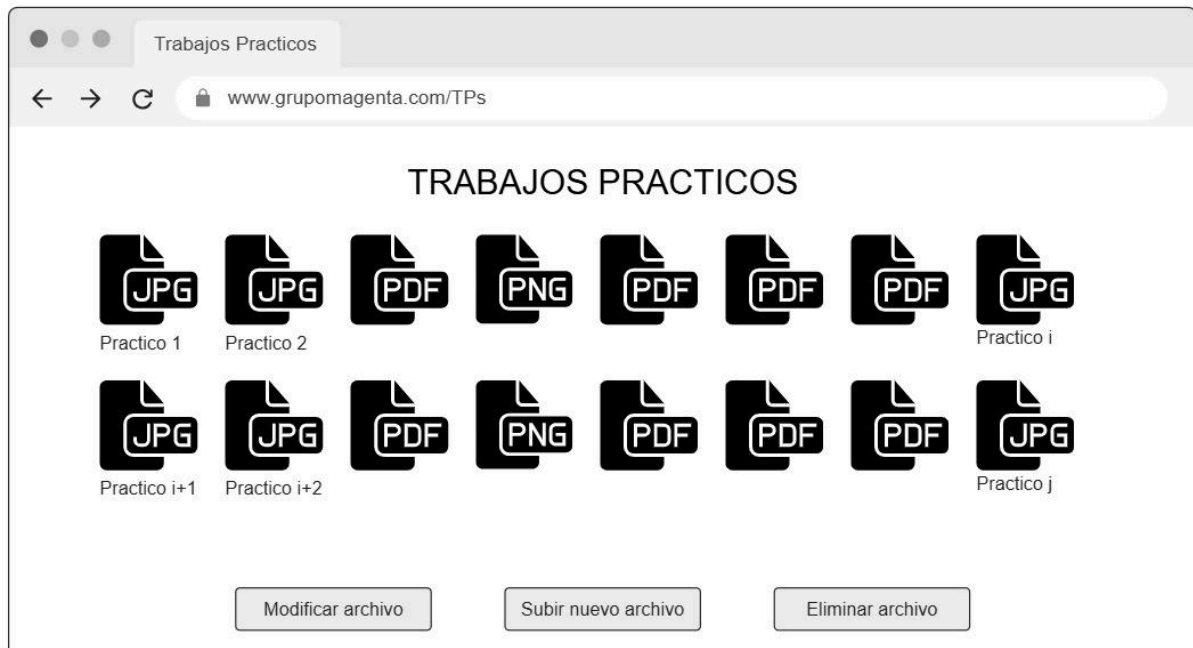 Trabajos Practicos
www.grupomagenta.com/TPs
TRABAJOS PRACTICOS
JPG JPG PDF PNG PDF PDF PDF JPG
Practico 1 Practico 2 Practico i
JPG JPG PDF PNG PDF PDF PDF JPG
Practico i+1 Practico i+2 Practico j
Modificar archivo Subir nuevo archivo Eliminar archivo